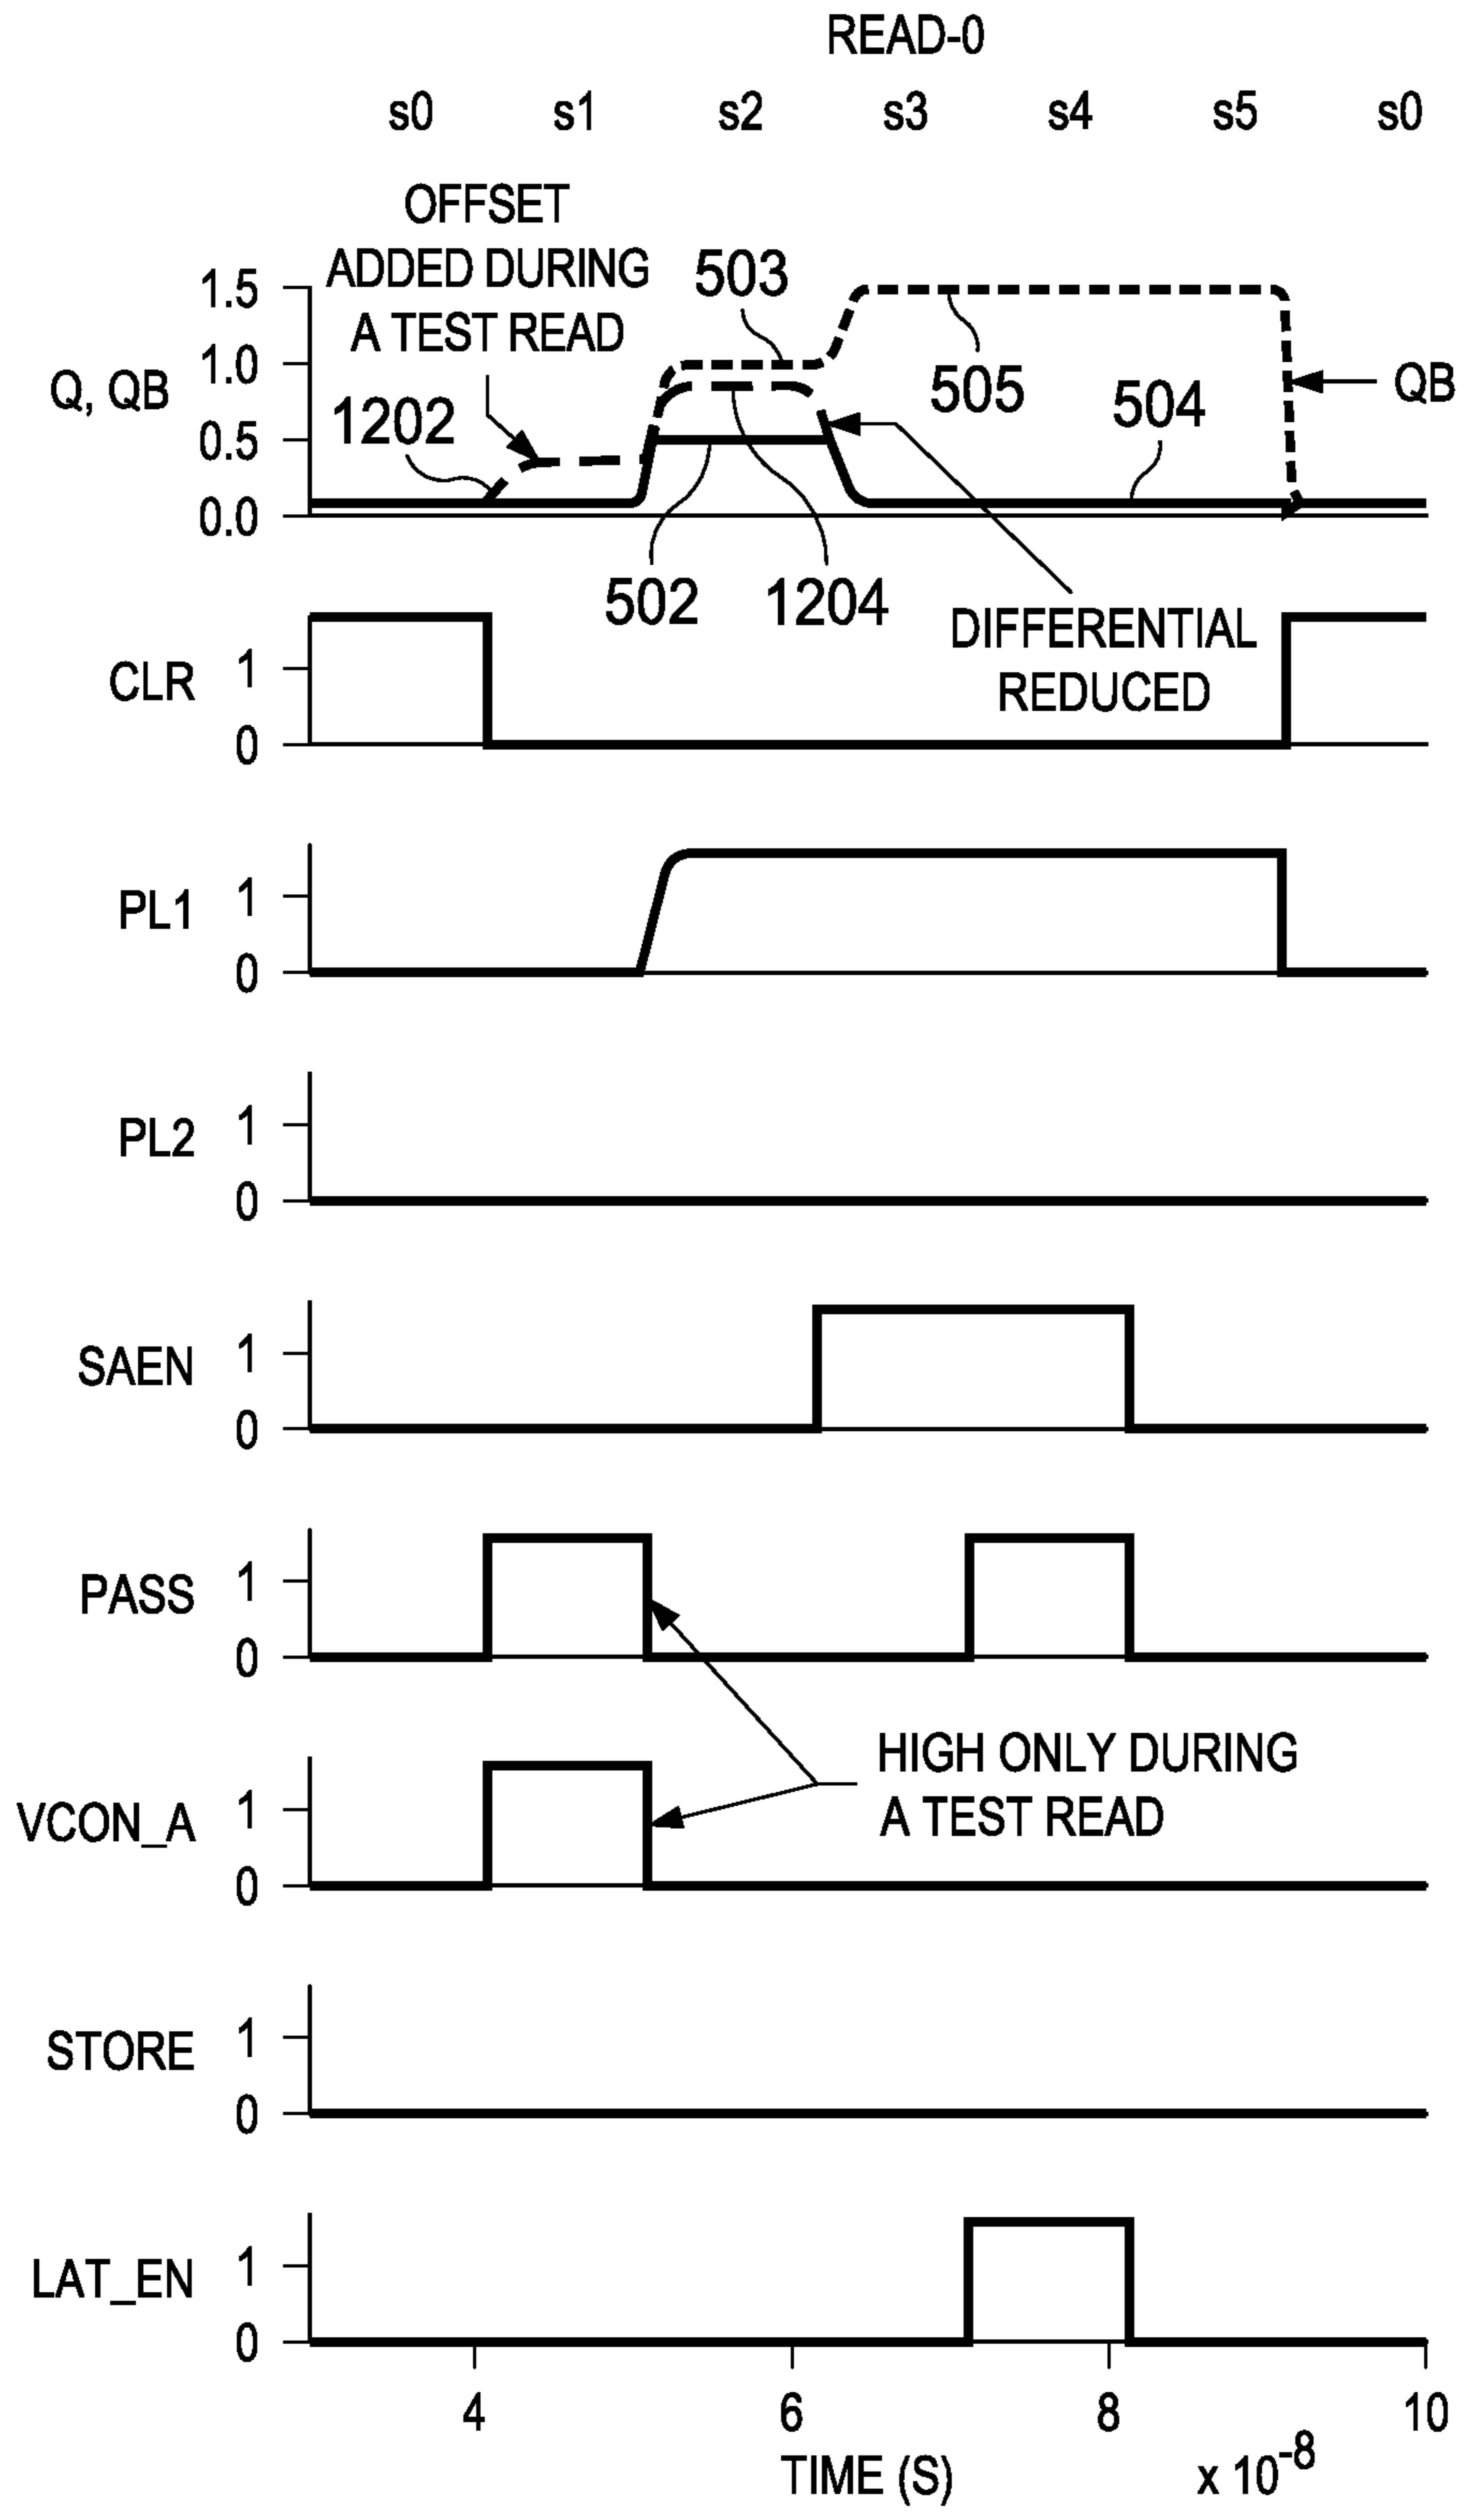 READ-0
s0 s1 s2 s3 s4 s5 s0
OFFSET
ADDED DURING
A TEST READ
503
1.5
1.0
Q, QB
0.5
0.0
1202
505
504
QB
502
1204
DIFFERENTIAL
REDUCED
CLR
1
0
PL1
1
0
PL2
1
0
SAEN
1
0
PASS
1
0
HIGH ONLY DURING
A TEST READ
VCON_A
1
0
STORE
1
0
LAT_EN
1
0
4 6 8 10
TIME (S)
x 10-8